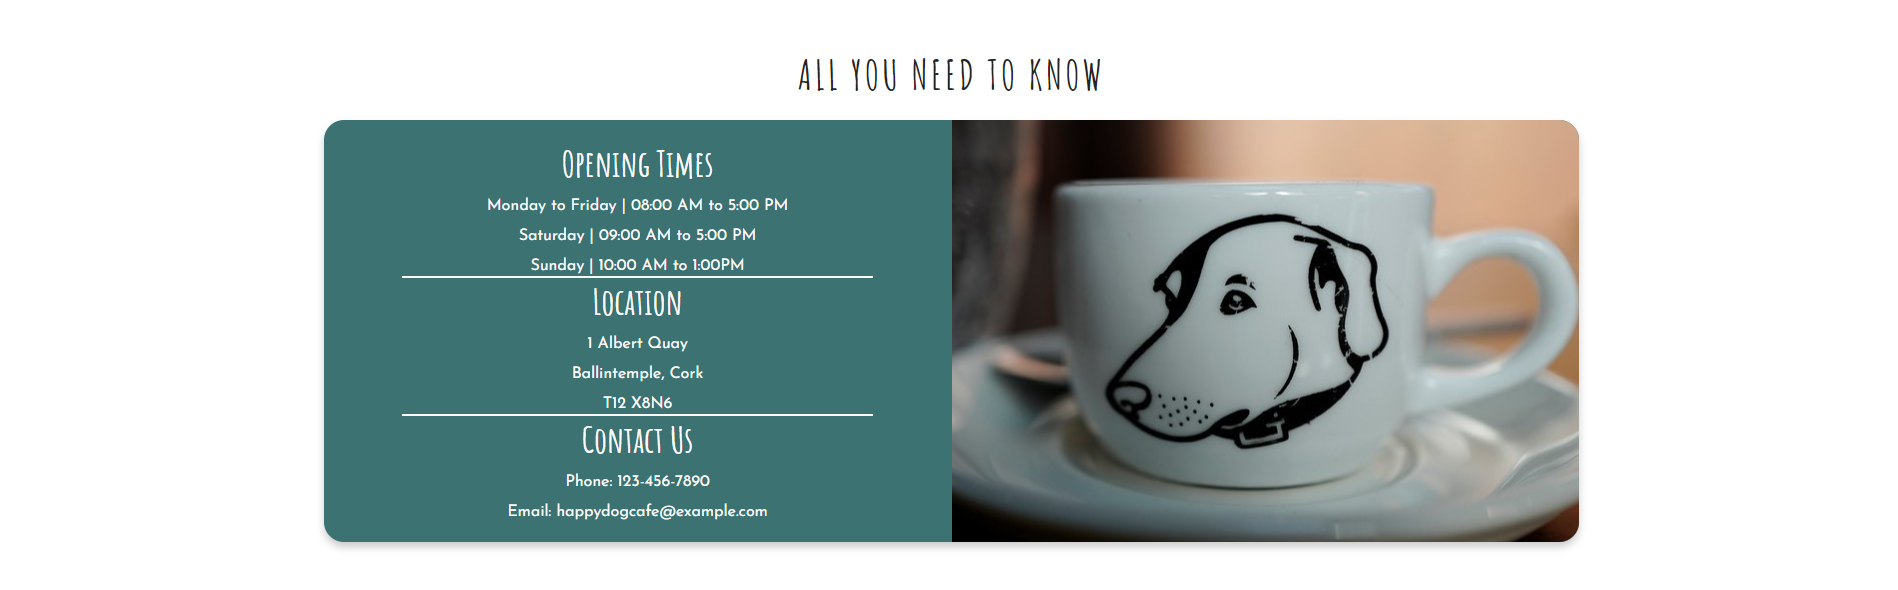 ALL YOU NEED TO KNOW
Opening Times
Monday to Friday | 08:00 AM to 5:00 PM
Saturday | 09:00 AM to 5:00 PM
Sunday | 10:00 AM to 1:00PM
Location
1 Albert Quay
Ballintemple, Cork
T12 X8N6
Contact Us
Phone: 123-456-7890
Email: happydogcafe@example.com